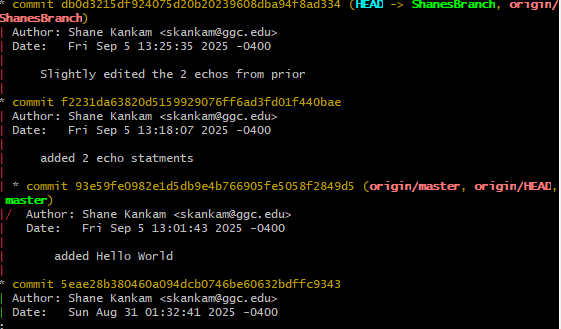 * commit db0d3215df924075d20b20239608dba94f8ad334 (HEAD -> ShanesBranch, origin/
ShanesBranch)
| Author: Shane Kankam <skankam@ggc.edu>
| Date:   Fri Sep 5 13:25:35 2025 -0400
|
|     Slightly edited the 2 echos from prior
|
* commit f2231da63820d5159929076ff6ad3fd01f440bae
| Author: Shane Kankam <skankam@ggc.edu>
| Date:   Fri Sep 5 13:18:07 2025 -0400
|
|     added 2 echo statments
|
| * commit 93e59fe0982e1d5db9e4b766905fe5058f2849d5 (origin/master, origin/HEAD,
 master)
|/  Author: Shane Kankam <skankam@ggc.edu>
|   Date:   Fri Sep 5 13:01:43 2025 -0400
|
|       added Hello World
|
* commit 5eae28b380460a094dcb0746be60632bdffc9343
| Author: Shane Kankam <skankam@ggc.edu>
| Date:   Sun Aug 31 01:32:41 2025 -0400
: